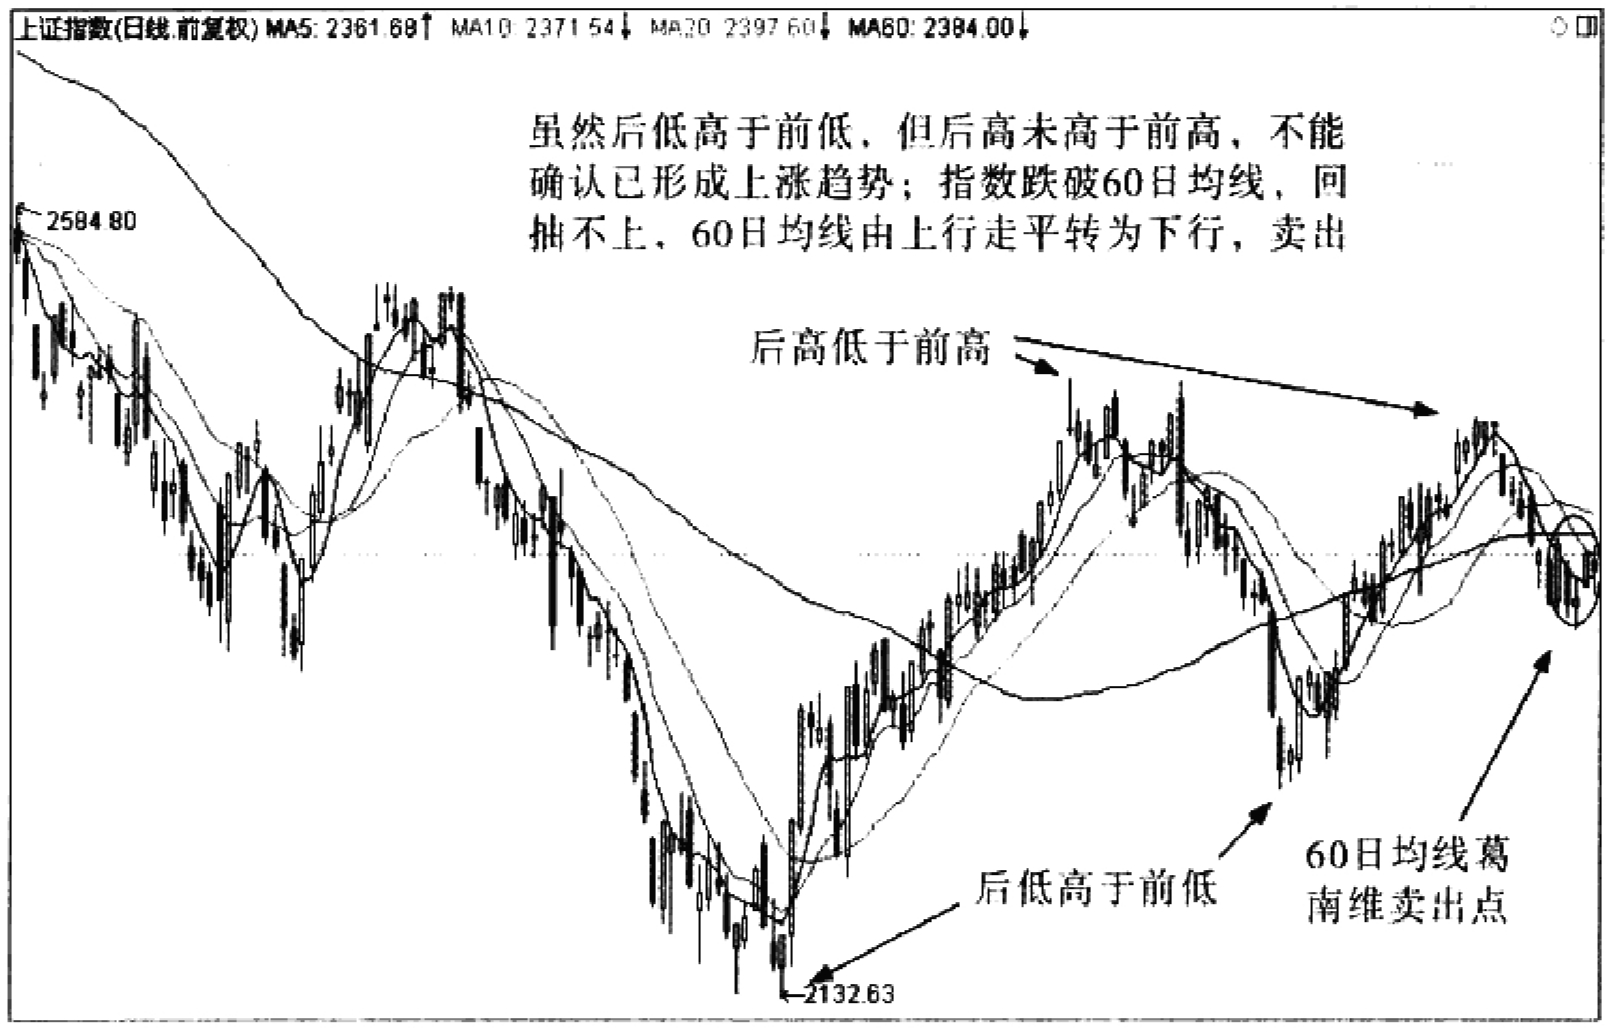 上证指数(日线.前复权) MA5: 2361.68↑ MA10: 2371.54↓ MA20: 2397.60↓ MA60: 2384.00↓
虽然后低高于前低，但后高未高于前高，不能
确认已形成上涨趋势；指数跌破60日均线，回
抽不上，60日均线由上行走平转为下行，卖出
2584.80
后高低于前高
60日均线葛
南维卖出点
后低高于前低
2132.63